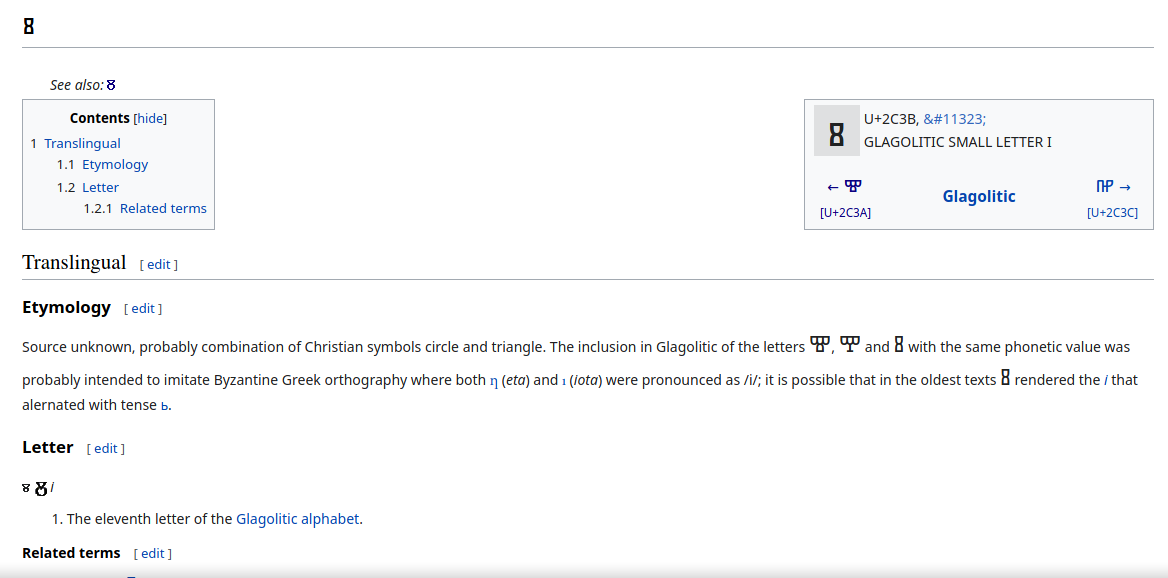 ⰻ
See also: Ⰻ
Contents [hide]
1 Translingual
1.1 Etymology
1.2 Letter
1.2.1 Related terms
ⰻ
U+2C3B, &#11323;
GLAGOLITIC SMALL LETTER I
← ⰺ
[U+2C3A]
Glagolitic
ⰼ →
[U+2C3C]
Translingual [ edit ]
Etymology [ edit ]
Source unknown, probably combination of Christian symbols circle and triangle. The inclusion in Glagolitic of the letters ⰺ, ⰹ and ⰻ with the same phonetic value was
probably intended to imitate Byzantine Greek orthography where both η (eta) and ι (iota) were pronounced as /i/; it is possible that in the oldest texts ⰻ rendered the i that
alernated with tense ь.
Letter [ edit ]
ⰻ Ⰻ i
1. The eleventh letter of the Glagolitic alphabet.
Related terms [ edit ]